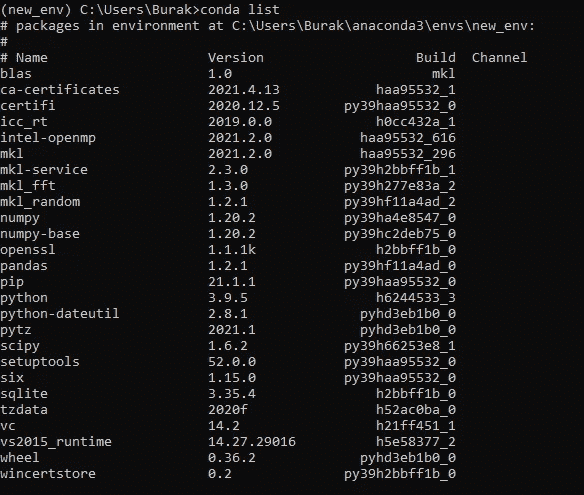 (new_env) C:\Users\Burak>conda list
# packages in environment at C:\Users\Burak\anaconda3\envs\new_env:
#
# Name Version Build Channel
blas 1.0 mkl
ca-certificates 2021.4.13 haa95532_1
certifi 2020.12.5 py39haa95532_0
icc_rt 2019.0.0 h0cc432a_1
intel-openmp 2021.2.0 haa95532_616
mkl 2021.2.0 haa95532_296
mkl-service 2.3.0 py39h2bbff1b_1
mkl_fft 1.3.0 py39h277e83a_2
mkl_random 1.2.1 py39hf11a4ad_2
numpy 1.20.2 py39ha4e8547_0
numpy-base 1.20.2 py39hc2deb75_0
openssl 1.1.1k h2bbff1b_0
pandas 1.2.1 py39hf11a4ad_0
pip 21.1.1 py39haa95532_0
python 3.9.5 h6244533_3
python-dateutil 2.8.1 pyhd3eb1b0_0
pytz 2021.1 pyhd3eb1b0_0
scipy 1.6.2 py39h66253e8_1
setuptools 52.0.0 py39haa95532_0
six 1.15.0 py39haa95532_0
sqlite 3.35.4 h2bbff1b_0
tzdata 2020f h52ac0ba_0
vc 14.2 h21ff451_1
vs2015_runtime 14.27.29016 h5e58377_2
wheel 0.36.2 pyhd3eb1b0_0
wincertstore 0.2 py39h2bbff1b_0